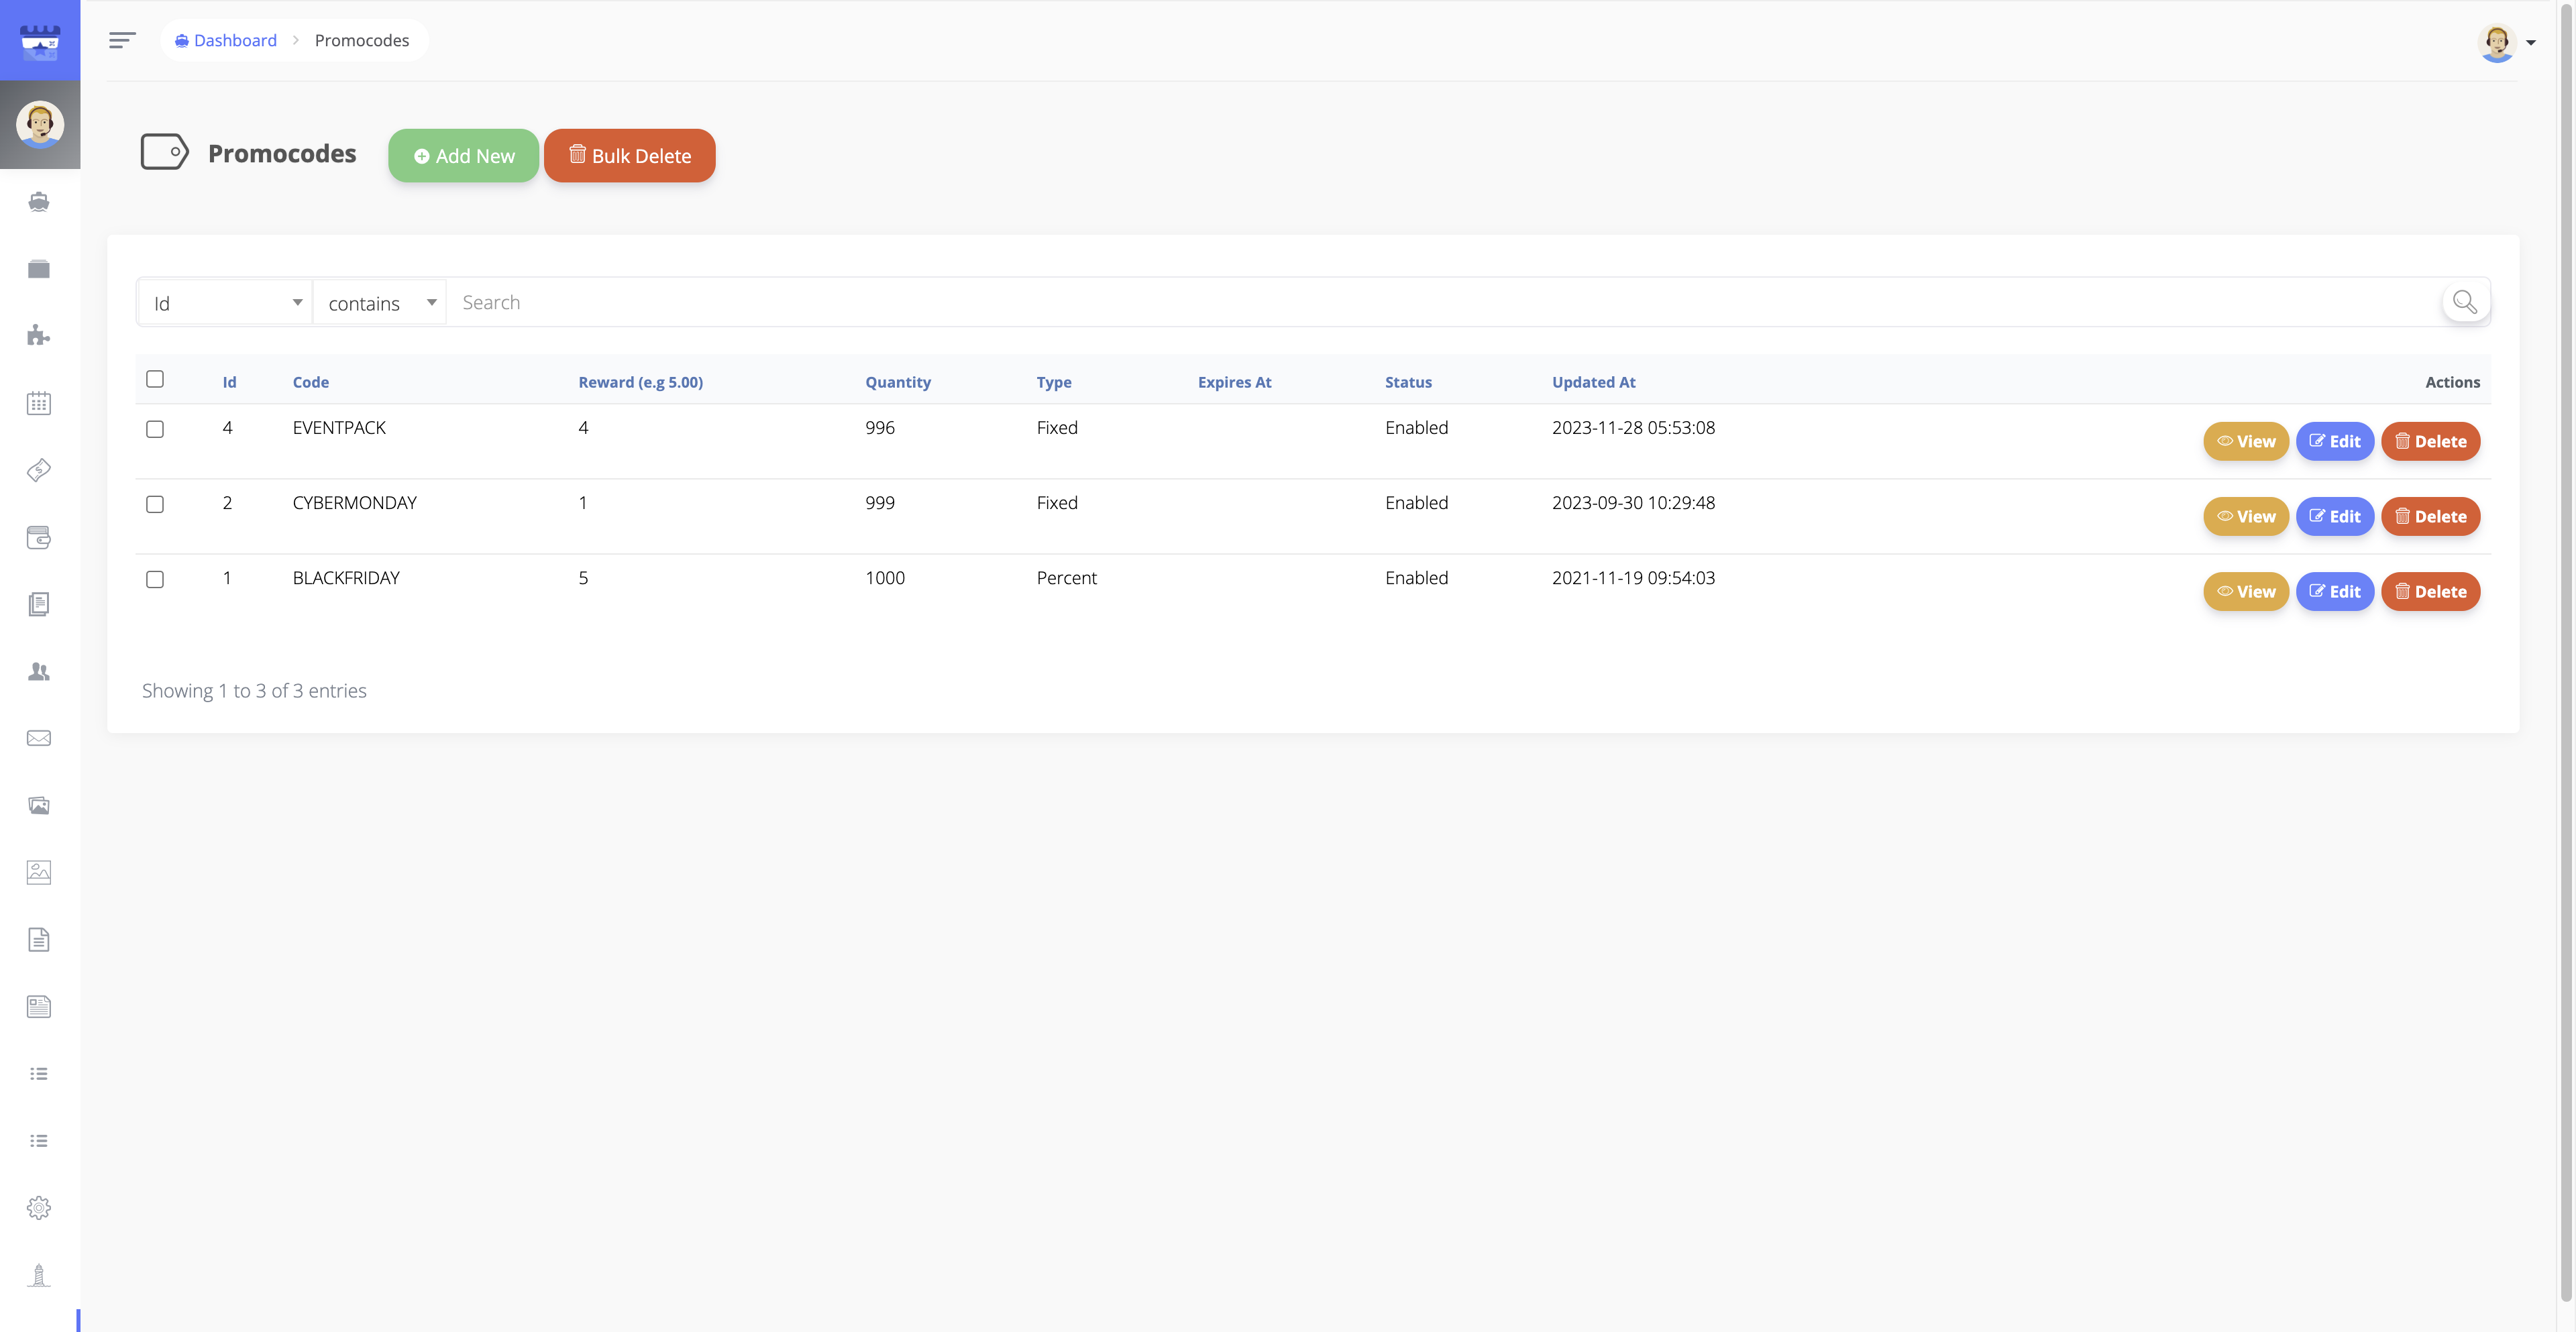 Dashboard > Promocodes
Promocodes Add New Bulk Delete
Id contains Search
Id Code Reward (e.g 5.00) Quantity Type Expires At Status Updated At Actions
4 EVENTPACK 4 996 Fixed Enabled 2023-11-28 05:53:08 View Edit Delete
2 CYBERMONDAY 1 999 Fixed Enabled 2023-09-30 10:29:48 View Edit Delete
1 BLACKFRIDAY 5 1000 Percent Enabled 2021-11-19 09:54:03 View Edit Delete
Showing 1 to 3 of 3 entries